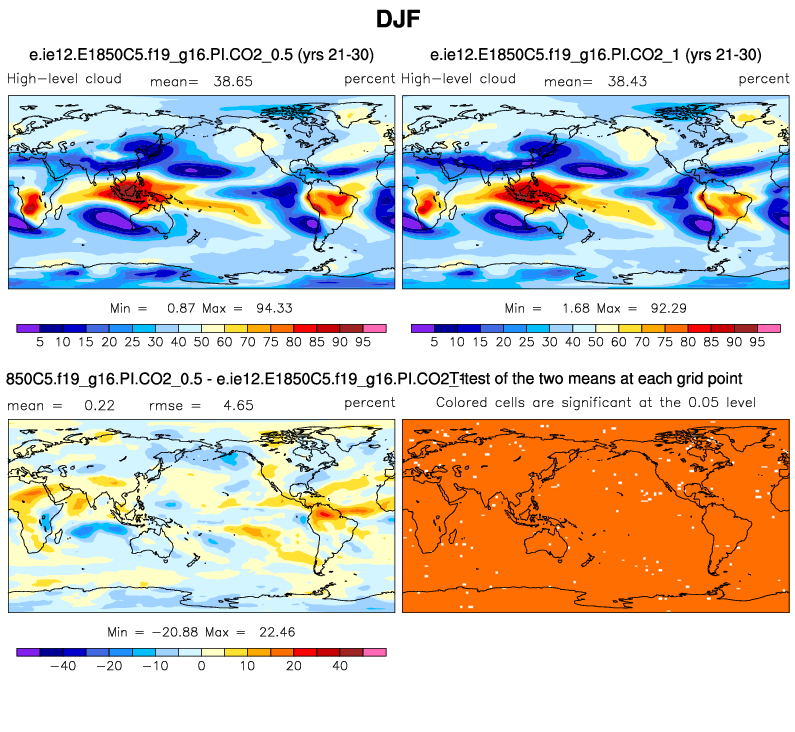 DJF
e.ie12.E1850C5.f19_g16.PI.CO2_0.5 (yrs 21-30)
High-level cloud mean= 38.65 percent
Min = 0.87 Max = 94.33
5 10 15 20 25 30 40 50 60 70 75 80 85 90 95
e.ie12.E1850C5.f19_g16.PI.CO2_1 (yrs 21-30)
High-level cloud mean= 38.43 percent
Min = 1.68 Max = 92.29
5 10 15 20 25 30 40 50 60 70 75 80 85 90 95
850C5.f19_g16.PI.CO2_0.5 - e.ie12.E1850C5.f19_g16.PI.CO2_
mean = 0.22 rmse = 4.65 percent
Min = -20.88 Max = 22.46
-40 -20 -10 0 10 20 40
T-test of the two means at each grid point
Colored cells are significant at the 0.05 level